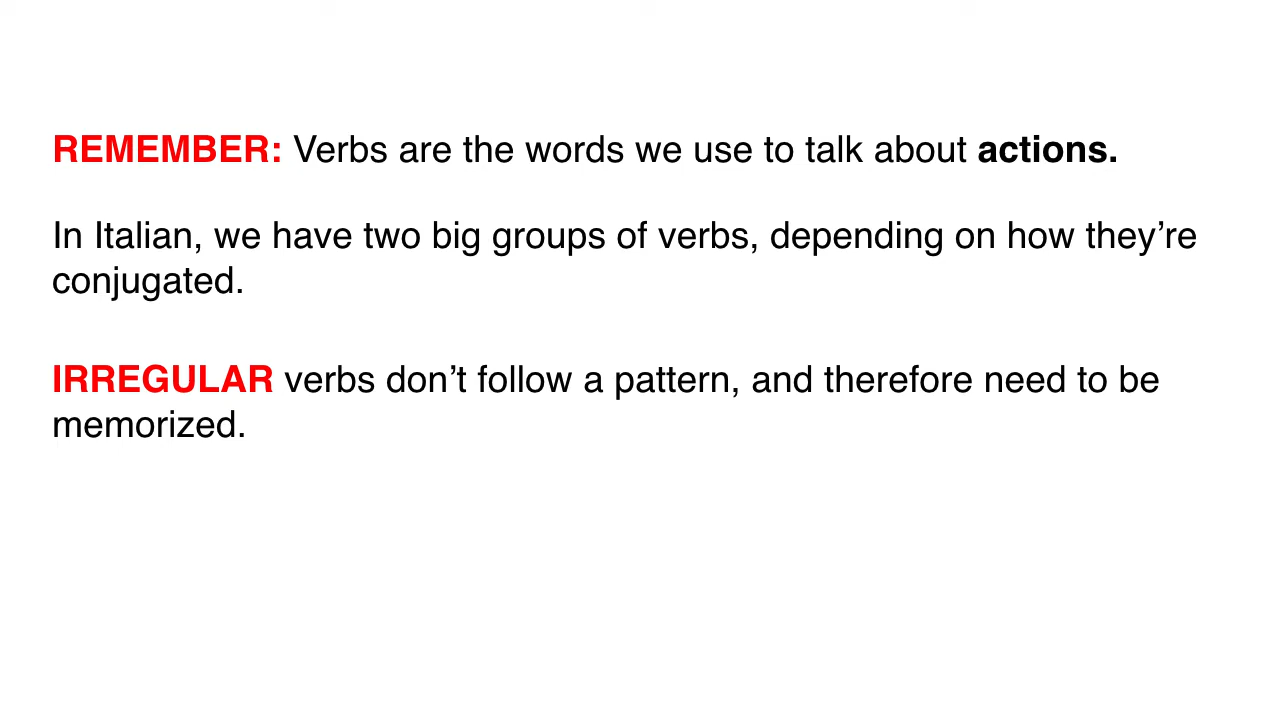 REMEMBER: Verbs are the words we use to talk about actions.
In Italian, we have two big groups of verbs, depending on how they’re
conjugated.
IRREGULAR verbs don’t follow a pattern, and therefore need to be
memorized.